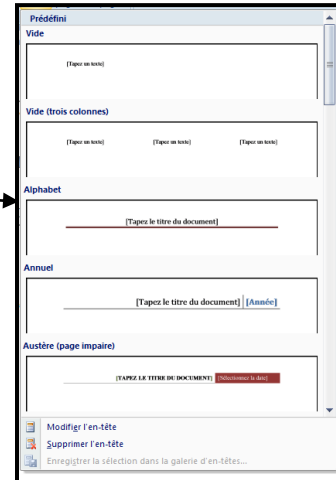 Prédéfini
Vide
[Tapez un texte]
Vide (trois colonnes)
[Tapez un texte] [Tapez un texte] [Tapez un texte]
Alphabet
[Tapez le titre du document]
Annuel
[Tapez le titre du document] [Année]
Austère (page impaire)
[TAPEZ LE TITRE DU DOCUMENT] [Sélectionnez la date]
Modifier l'en-tête
Supprimer l'en-tête
Enregistrer la sélection dans la galerie d'en-têtes...